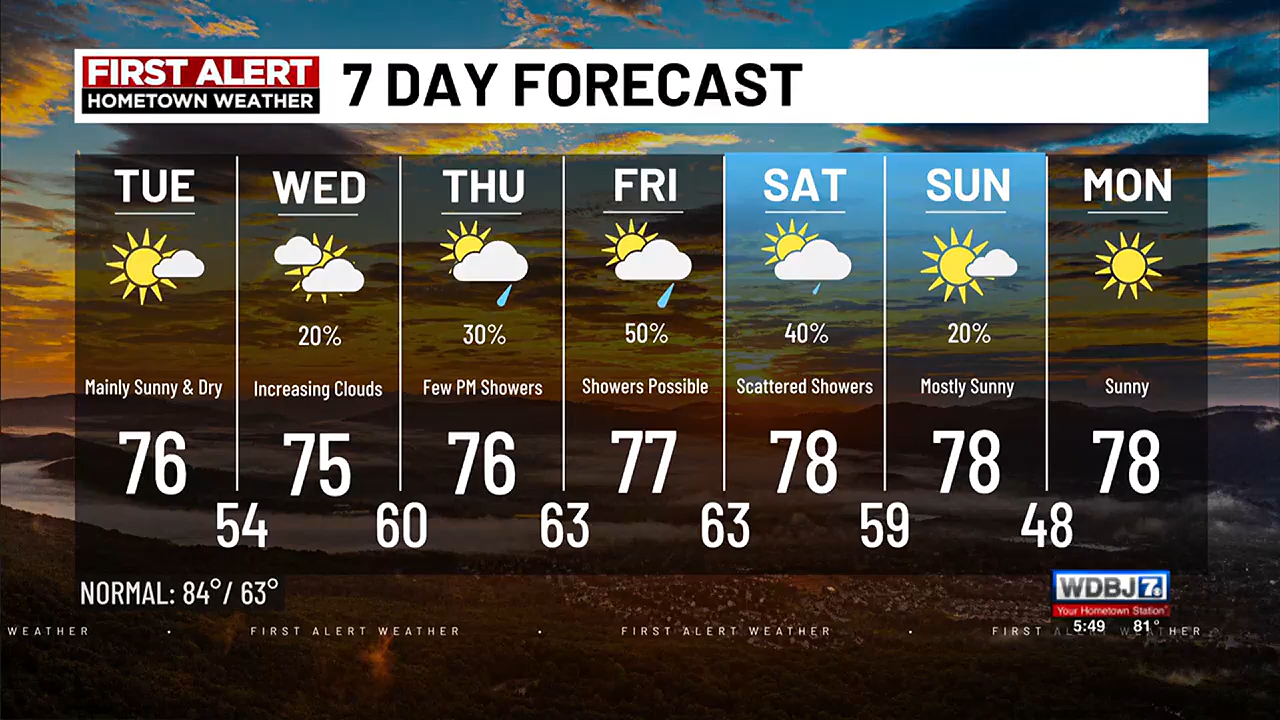 FIRST ALERT
HOMETOWN WEATHER
7 DAY FORECAST
TUE WED THU FRI SAT SUN MON
20% 30% 50% 40% 20%
Mainly Sunny & Dry Increasing Clouds Few PM Showers Showers Possible Scattered Showers Mostly Sunny Sunny
76 75 76 77 78 78 78
54 60 63 63 59 48
NORMAL: 84°/ 63°
WDBJ7
Your Hometown Station
5:49 81°
WEATHER • FIRST ALERT WEATHER • FIRST ALERT WEATHER • FIRST ALERT WEATHER